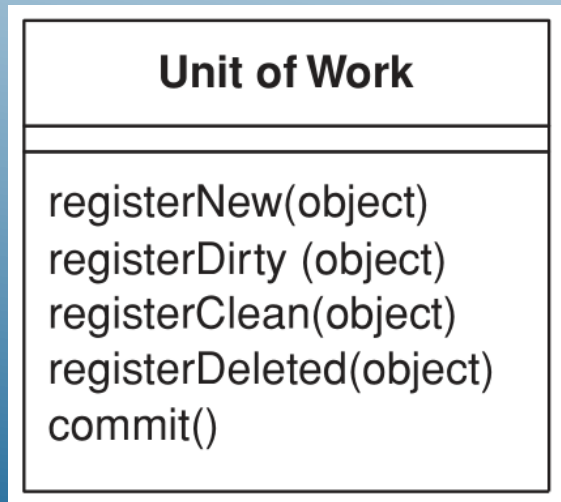 Unit of Work
registerNew(object)
registerDirty (object)
registerClean(object)
registerDeleted(object)
commit()